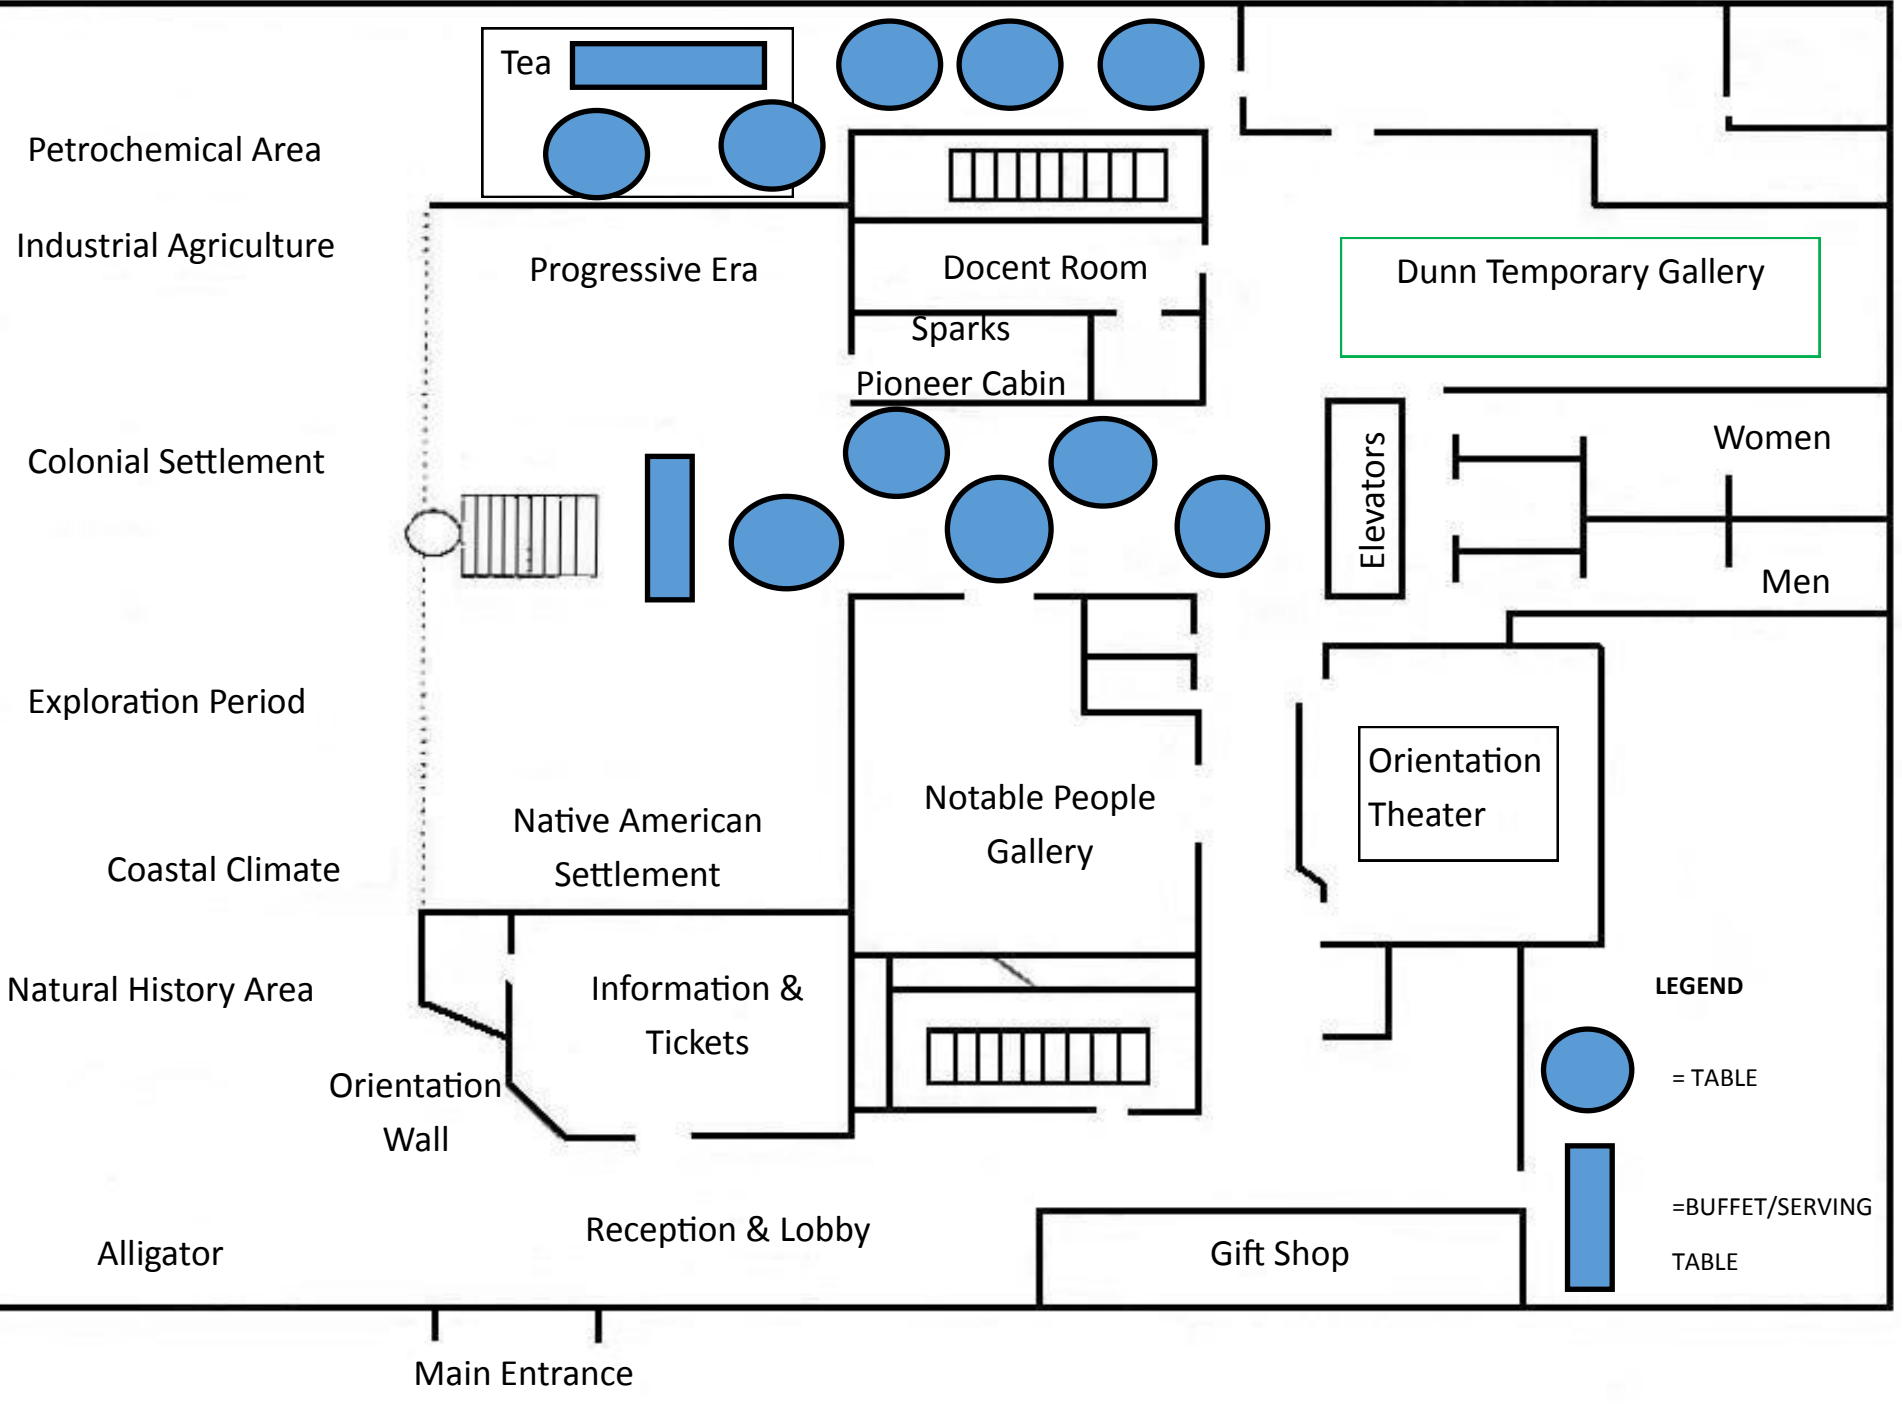 Tea
Petrochemical Area
Industrial Agriculture
Progressive Era
Docent Room
Dunn Temporary Gallery
Sparks
Pioneer Cabin
Colonial Settlement
Elevators
Women
Men
Exploration Period
Orientation
Theater
Notable People
Gallery
Native American
Settlement
Coastal Climate
Natural History Area
Information &
Tickets
LEGEND
= TABLE
Orientation
Wall
=BUFFET/SERVING
TABLE
Reception & Lobby
Gift Shop
Alligator
Main Entrance